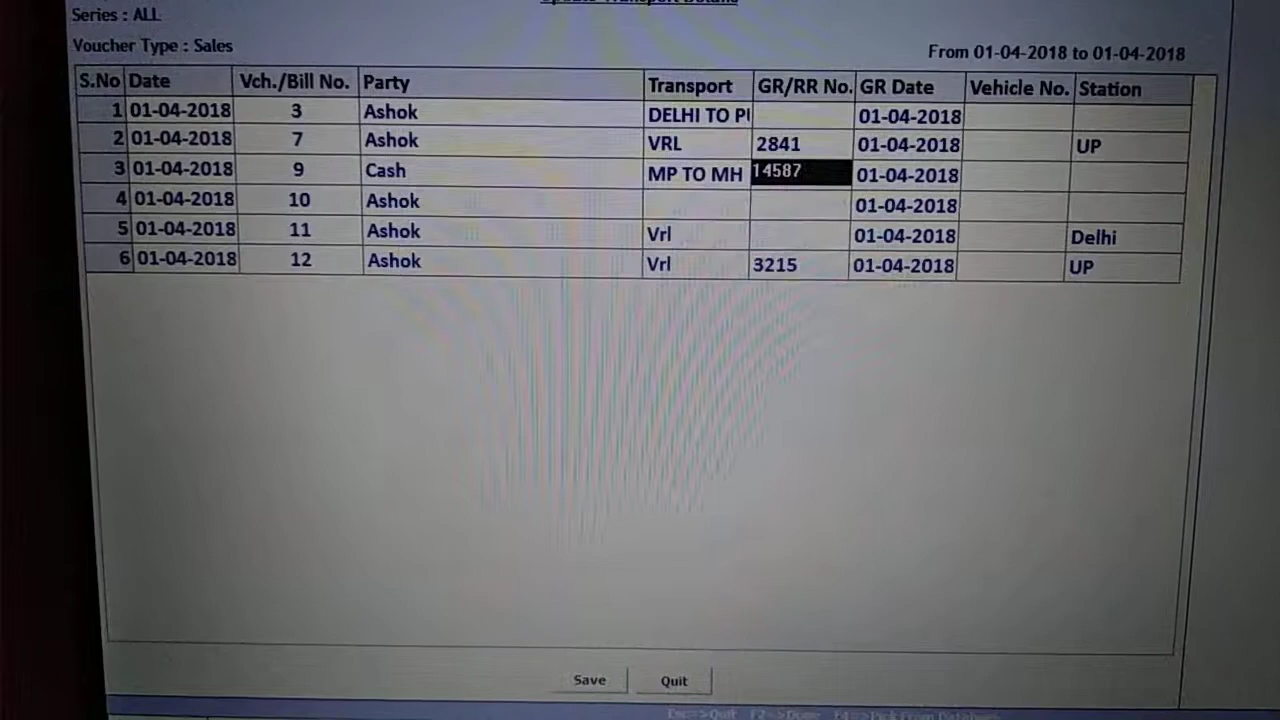 Update Transport Details
Series : ALL
Voucher Type : Sales
From 01-04-2018 to 01-04-2018
S.No Date Vch./Bill No. Party Transport GR/RR No. GR Date Vehicle No. Station
1 01-04-2018 3 Ashok DELHI TO 01-04-2018
2 01-04-2018 7 Ashok VRL 2841 01-04-2018 UP
3 01-04-2018 9 Cash MP TO MH 14587 01-04-2018
4 01-04-2018 10 Ashok 01-04-2018
5 01-04-2018 11 Ashok Vrl 01-04-2018 Delhi
6 01-04-2018 12 Ashok Vrl 3215 01-04-2018 UP
Save Quit